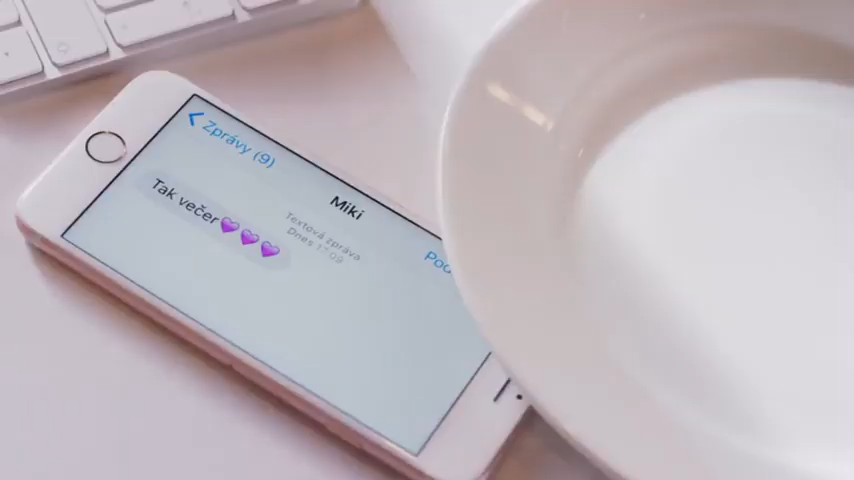 Zprávy (9)
Miki
Textová zpráva
Dnes 17:09
Tak večer💜💜💜